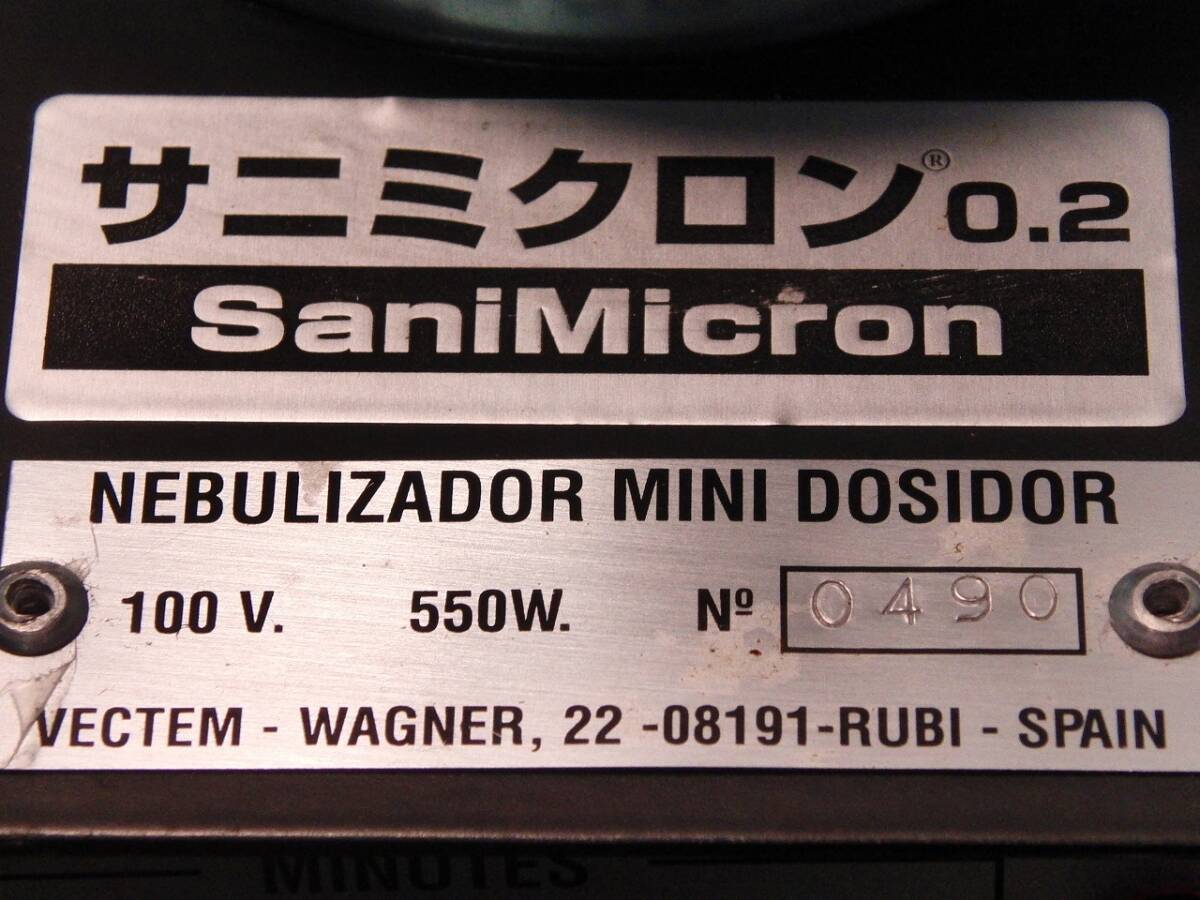 サニミクロン® 0.2
SaniMicron
NEBULIZADOR MINI DOSIDOR
100 V. 550W. Nº 0490
VECTEM - WAGNER, 22 -08191-RUBI - SPAIN
MINUTES